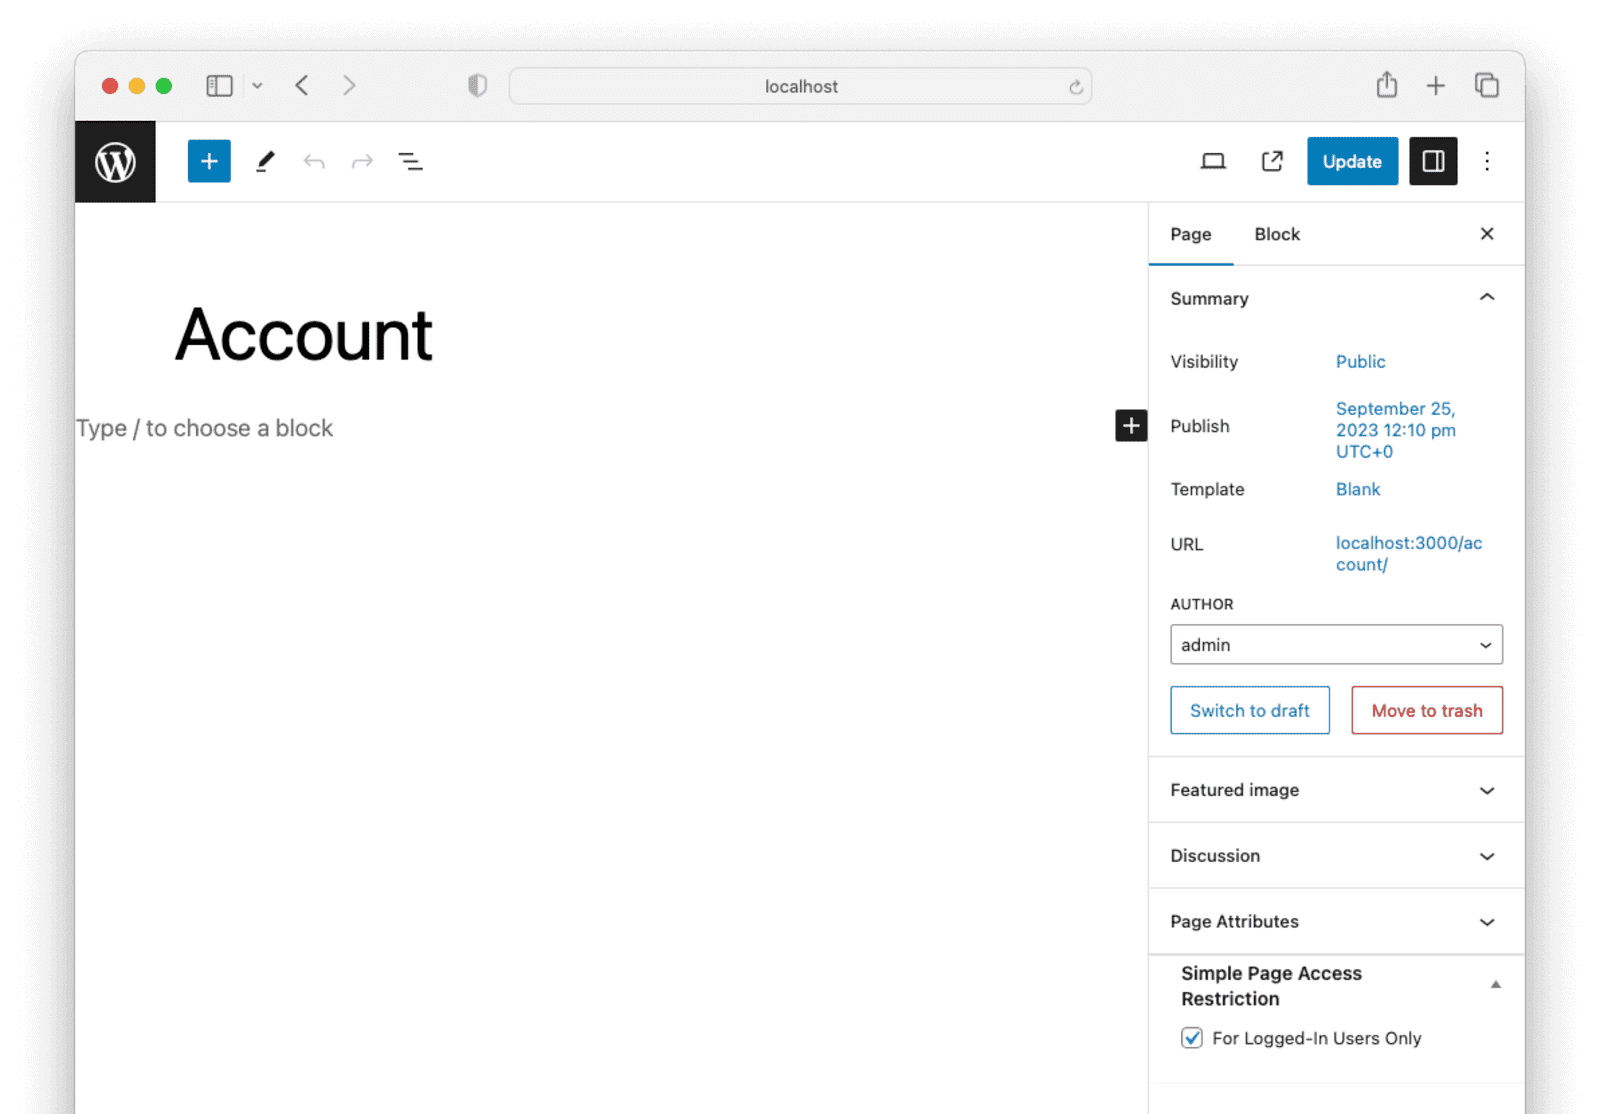 localhost
Update
Page Block
Account
Type / to choose a block
Summary
Visibility Public
Publish September 25,
2023 12:10 pm
UTC+0
Template Blank
URL localhost:3000/ac
count/
AUTHOR
admin
Switch to draft Move to trash
Featured image
Discussion
Page Attributes
Simple Page Access
Restriction
For Logged-In Users Only